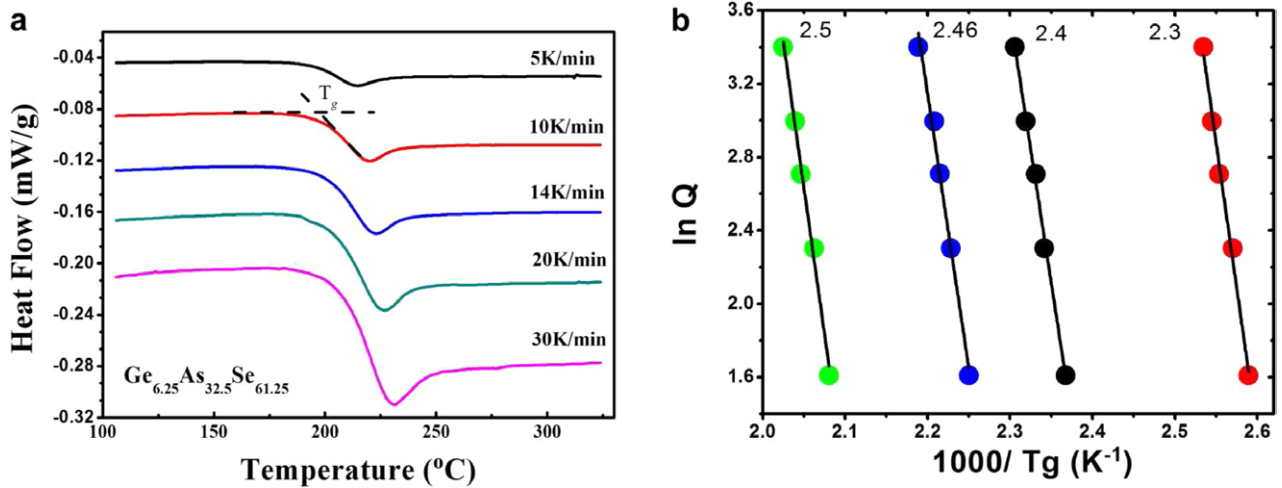 a
Heat Flow (mW/g)
-0.04
-0.08
-0.12
-0.16
-0.20
-0.24
-0.28
-0.32
5K/min
Tg
10K/min
14K/min
20K/min
30K/min
Ge6.25As32.5Se61.25
100 150 200 250 300
Temperature (ºC)
b
ln Q
3.6
3.2
2.8
2.4
2.0
1.6
2.5 2.46 2.4 2.3
2.0 2.1 2.2 2.3 2.4 2.5 2.6
1000/ Tg (K-1)